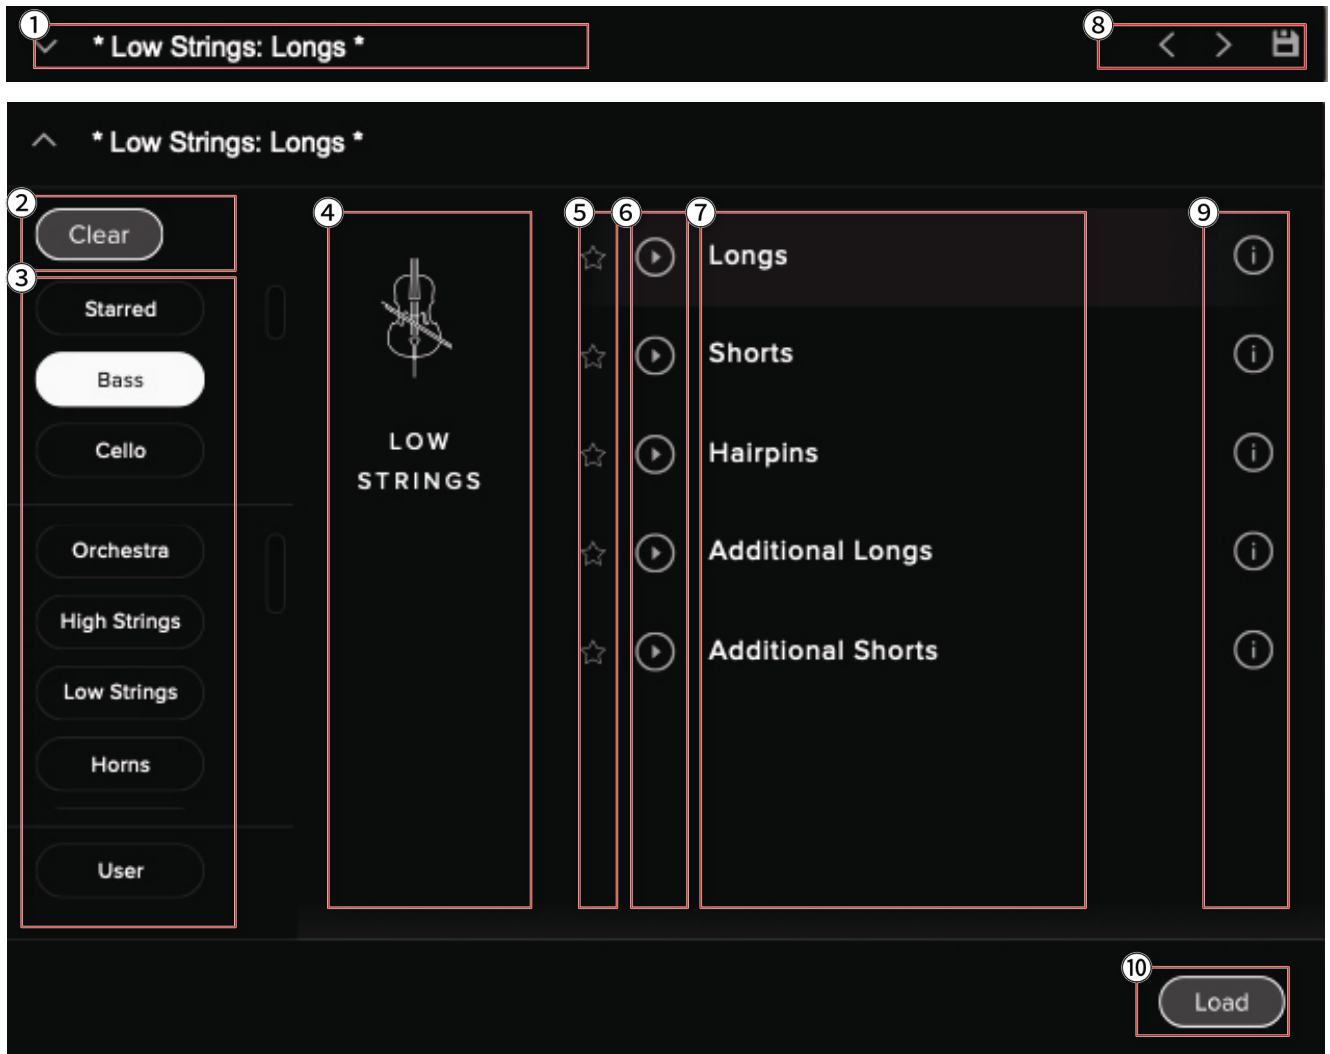 ① * Low Strings: Longs * ⑧
* Low Strings: Longs *
② Clear
③
Starred
Bass
Cello
Orchestra
High Strings
Low Strings
Horns
User
④
LOW
STRINGS
⑤ ⑥ ⑦ ⑨
Longs
Shorts
Hairpins
Additional Longs
Additional Shorts
⑩
Load